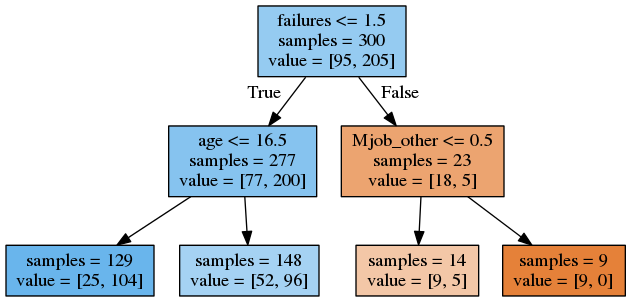 failures <= 1.5
samples = 300
value = [95, 205]
True
False
age <= 16.5
samples = 277
value = [77, 200]
Mjob_other <= 0.5
samples = 23
value = [18, 5]
samples = 129
value = [25, 104]
samples = 148
value = [52, 96]
samples = 14
value = [9, 5]
samples = 9
value = [9, 0]